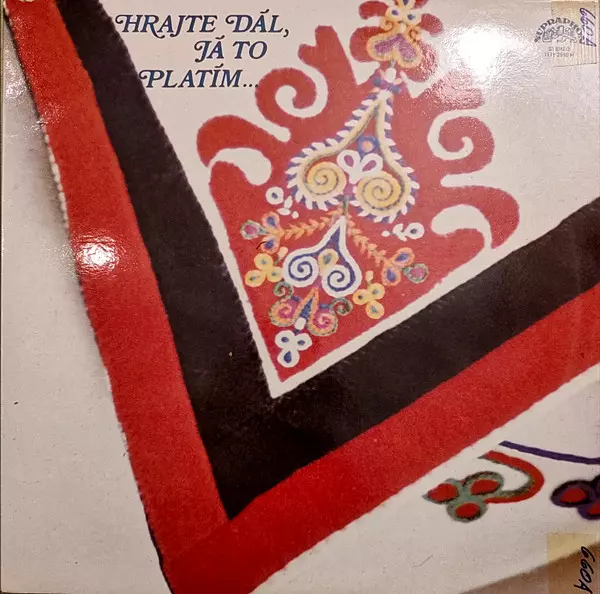 HRAJTE DÁL,
JÁ TO
PLATÍM...
SUPRAPHON
STEREO
6604
6604